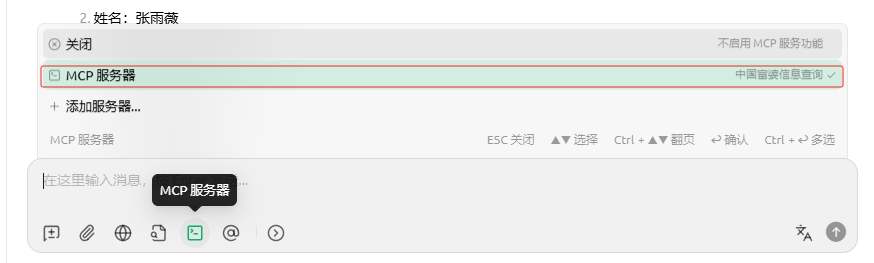 2. 姓名：张雨薇
关闭 不启用 MCP 服务功能
MCP 服务器 中国富婆信息查询
添加服务器...
MCP 服务器 ESC 关闭 ▲▼ 选择 Ctrl + ▲▼ 翻页 ↩ 确认 Ctrl + ↩ 多选
在这里输入消息，
MCP 服务器